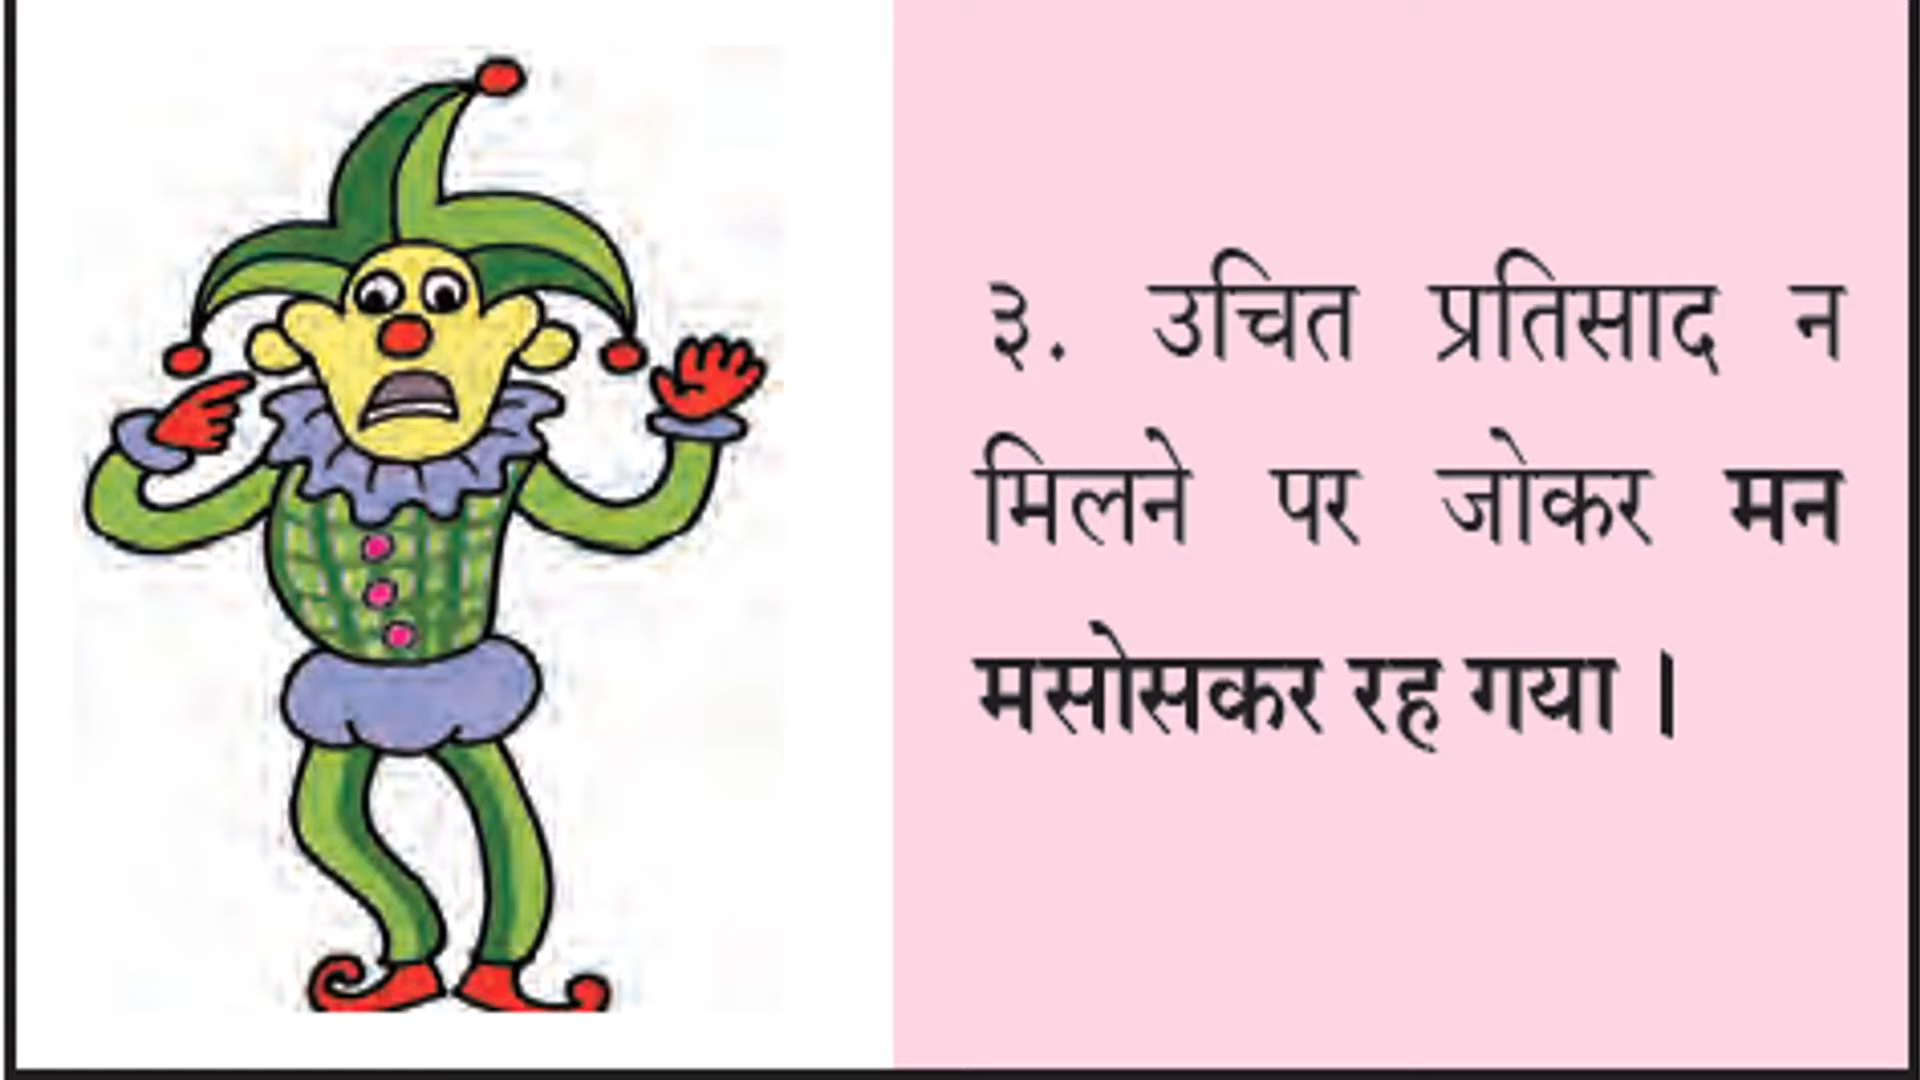 ३. उचित प्रतिसाद न
मिलने पर जोकर मन
मसोसकर रह गया ।